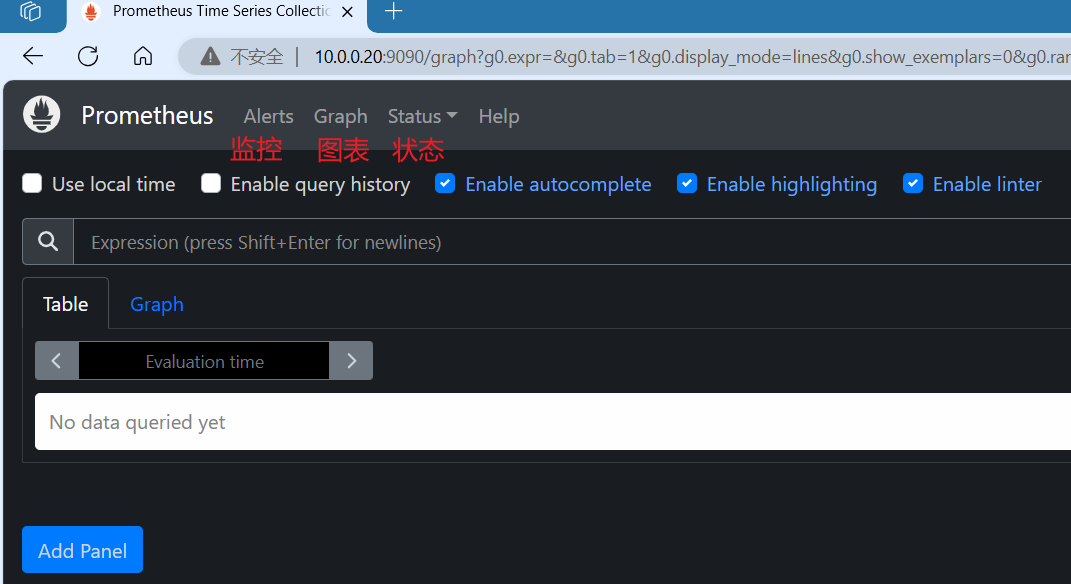 Prometheus Time Series Collectio
不安全 | 10.0.0.20:9090/graph?g0.expr=&g0.tab=1&g0.display_mode=lines&g0.show_exemplars=0&g0.ran
Prometheus Alerts Graph Status Help
监控 图表 状态
Use local time Enable query history Enable autocomplete Enable highlighting Enable linter
Expression (press Shift+Enter for newlines)
Table Graph
Evaluation time
No data queried yet
Add Panel